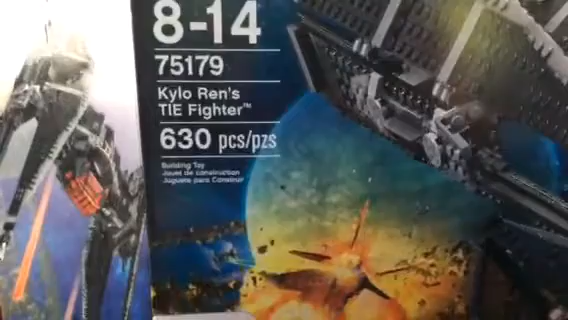 8-14
75179
Kylo Ren's
TIE Fighter™
630 pcs/pzs
Building Toy
Jouet de construction
Juguete para Construir